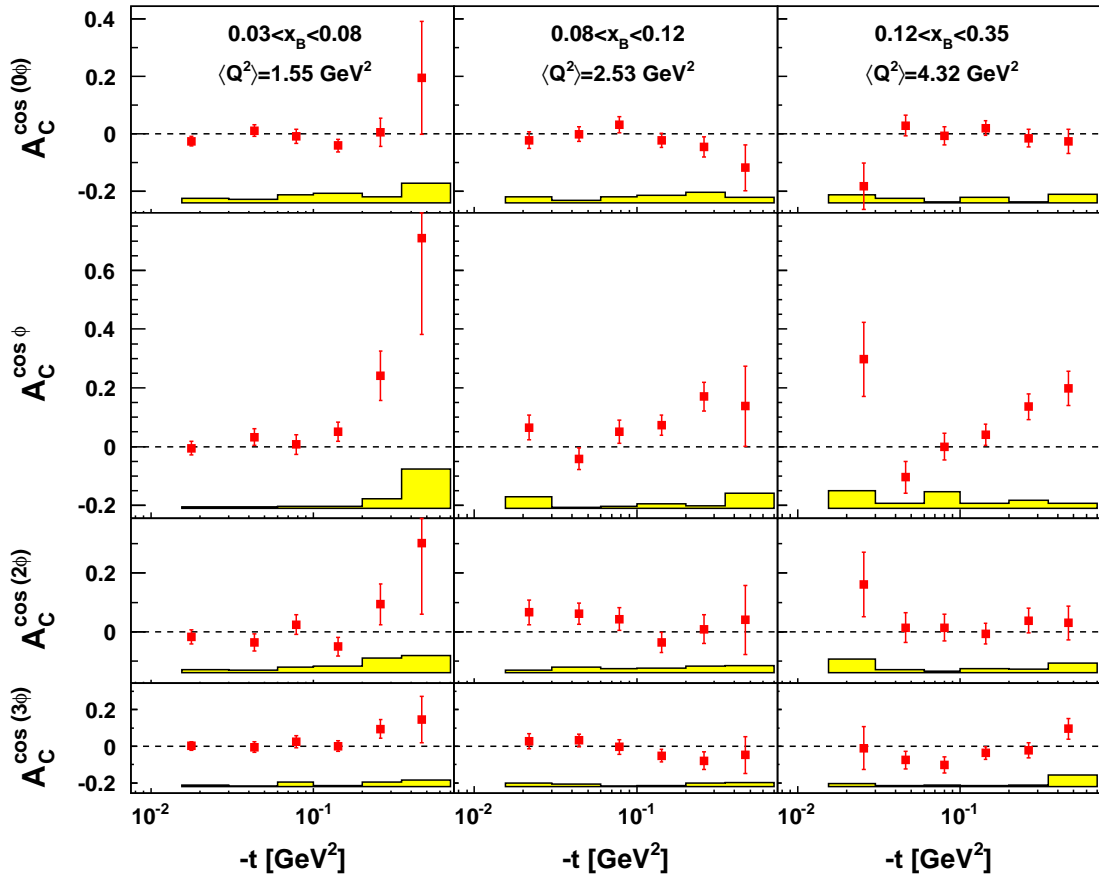 0.03<x_B<0.08
⟨Q²⟩=1.55 GeV²
0.08<x_B<0.12
⟨Q²⟩=2.53 GeV²
0.12<x_B<0.35
⟨Q²⟩=4.32 GeV²
A_C^cos (0ϕ)
0.4
0.2
0
-0.2
A_C^cos ϕ
0.6
0.4
0.2
0
-0.2
A_C^cos (2ϕ)
0.2
0
A_C^cos (3ϕ)
0.2
0
-0.2
10⁻² 10⁻¹ 10⁻² 10⁻¹ 10⁻² 10⁻¹
-t [GeV²] -t [GeV²] -t [GeV²]